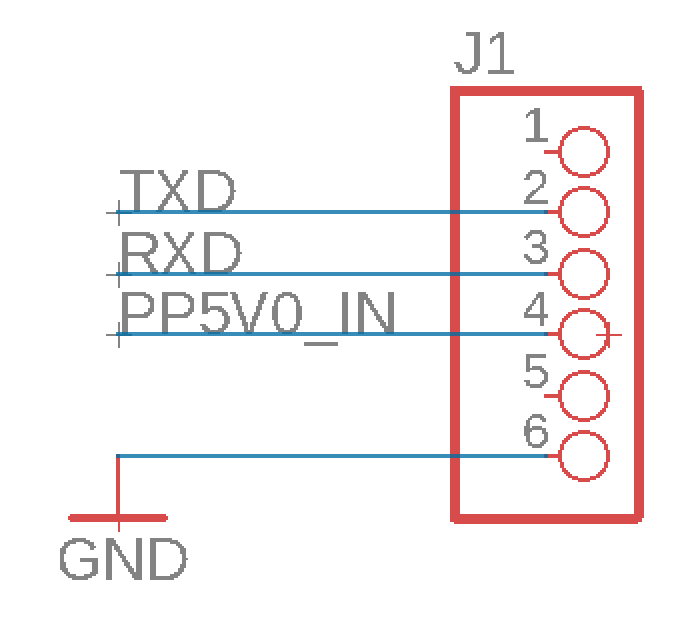 J1
1
TXD 2
RXD 3
PP5V0_IN 4
5
6
GND